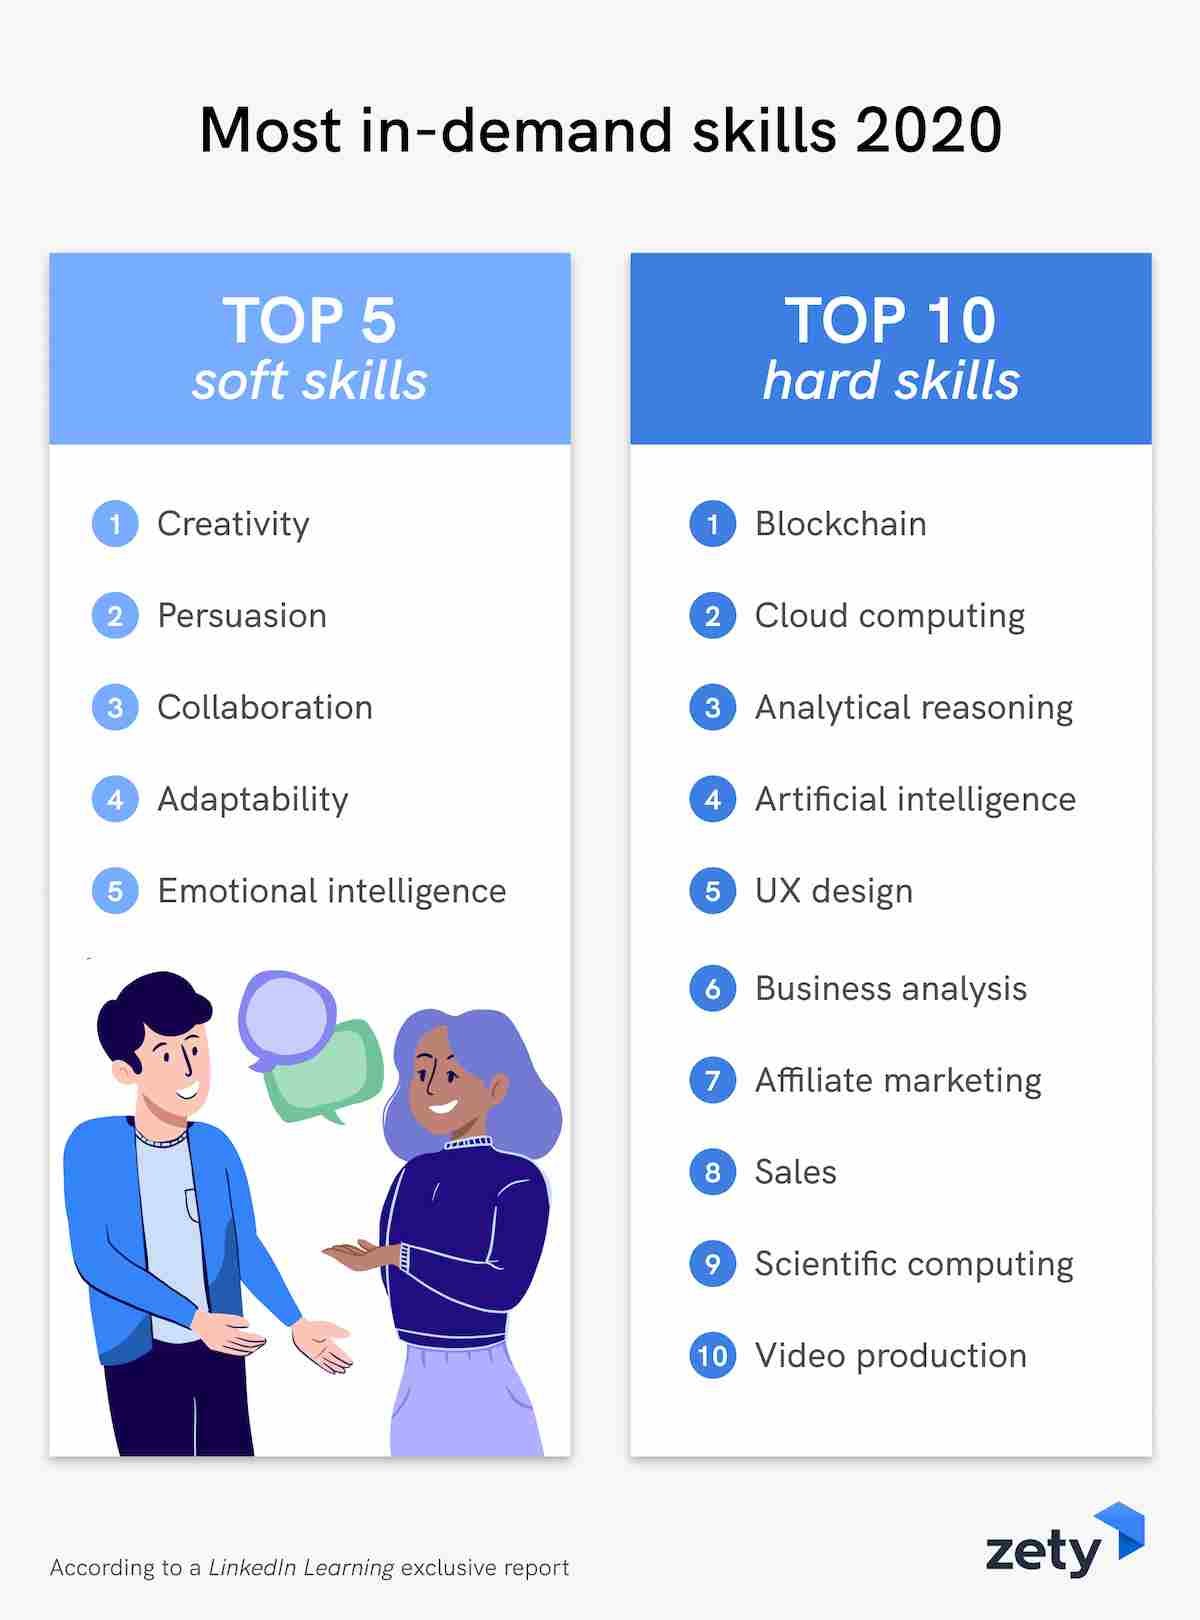 Most in-demand skills 2020
TOP 5
soft skills
1 Creativity
2 Persuasion
3 Collaboration
4 Adaptability
5 Emotional intelligence
TOP 10
hard skills
1 Blockchain
2 Cloud computing
3 Analytical reasoning
4 Artificial intelligence
5 UX design
6 Business analysis
7 Affiliate marketing
8 Sales
9 Scientific computing
10 Video production
According to a LinkedIn Learning exclusive report
zety